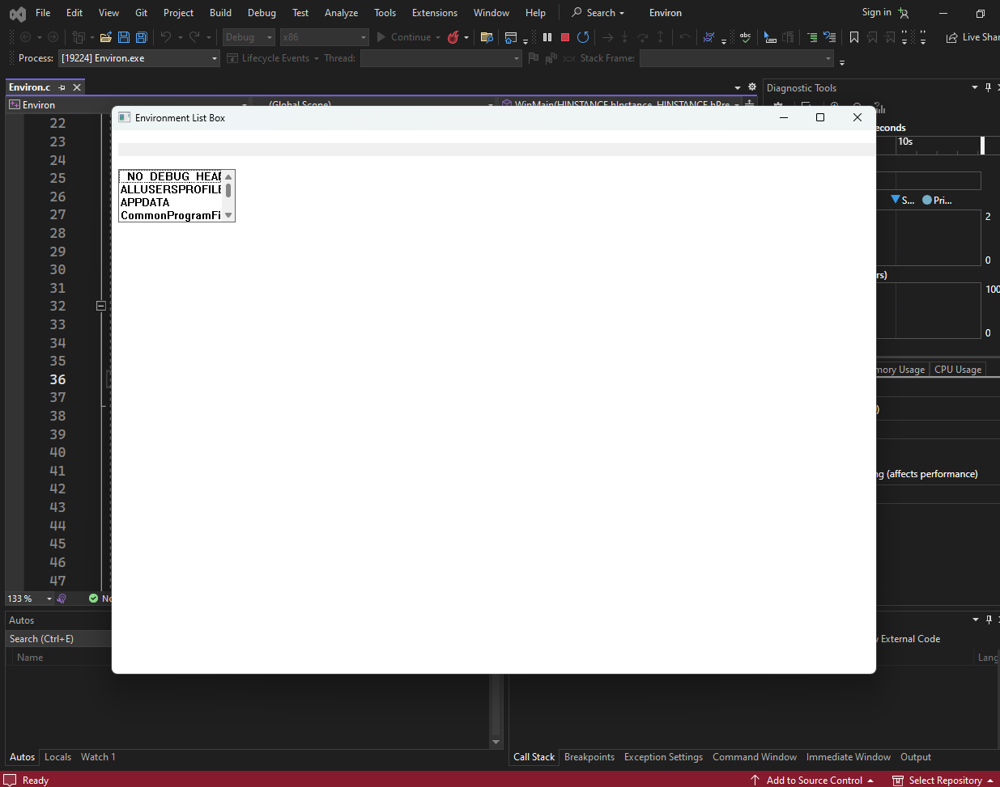 File Edit View Git Project Build Debug Test Analyze Tools Extensions Window Help Search Environ Sign in
Debug x86 Continue abc Live Shar
Process: [19224] Environ.exe Lifecycle Events Thread: Stack Frame:
Environ.c
Diagnostic Tools
Environ (Global Scope) WinMain(HINSTANCE hInstance, HINSTANCE hPre
Environment List Box
econds
10s
NO_DEBUG_HEA
ALLUSERSPROFILE
APPDATA
CommonProgramFi
22
23
24
25
26
27
28
29
30
31
32
33
34
35
36
37
38
39
40
41
42
43
44
45
46
47
S... Pri...
2
0
rs)
100
0
mory Usage CPU Usage
)
ng (affects performance)
133 % No
Autos
Search (Ctrl+E)
Name
y External Code
Lang
Autos Locals Watch 1
Call Stack Breakpoints Exception Settings Command Window Immediate Window Output
Ready Add to Source Control Select Repository